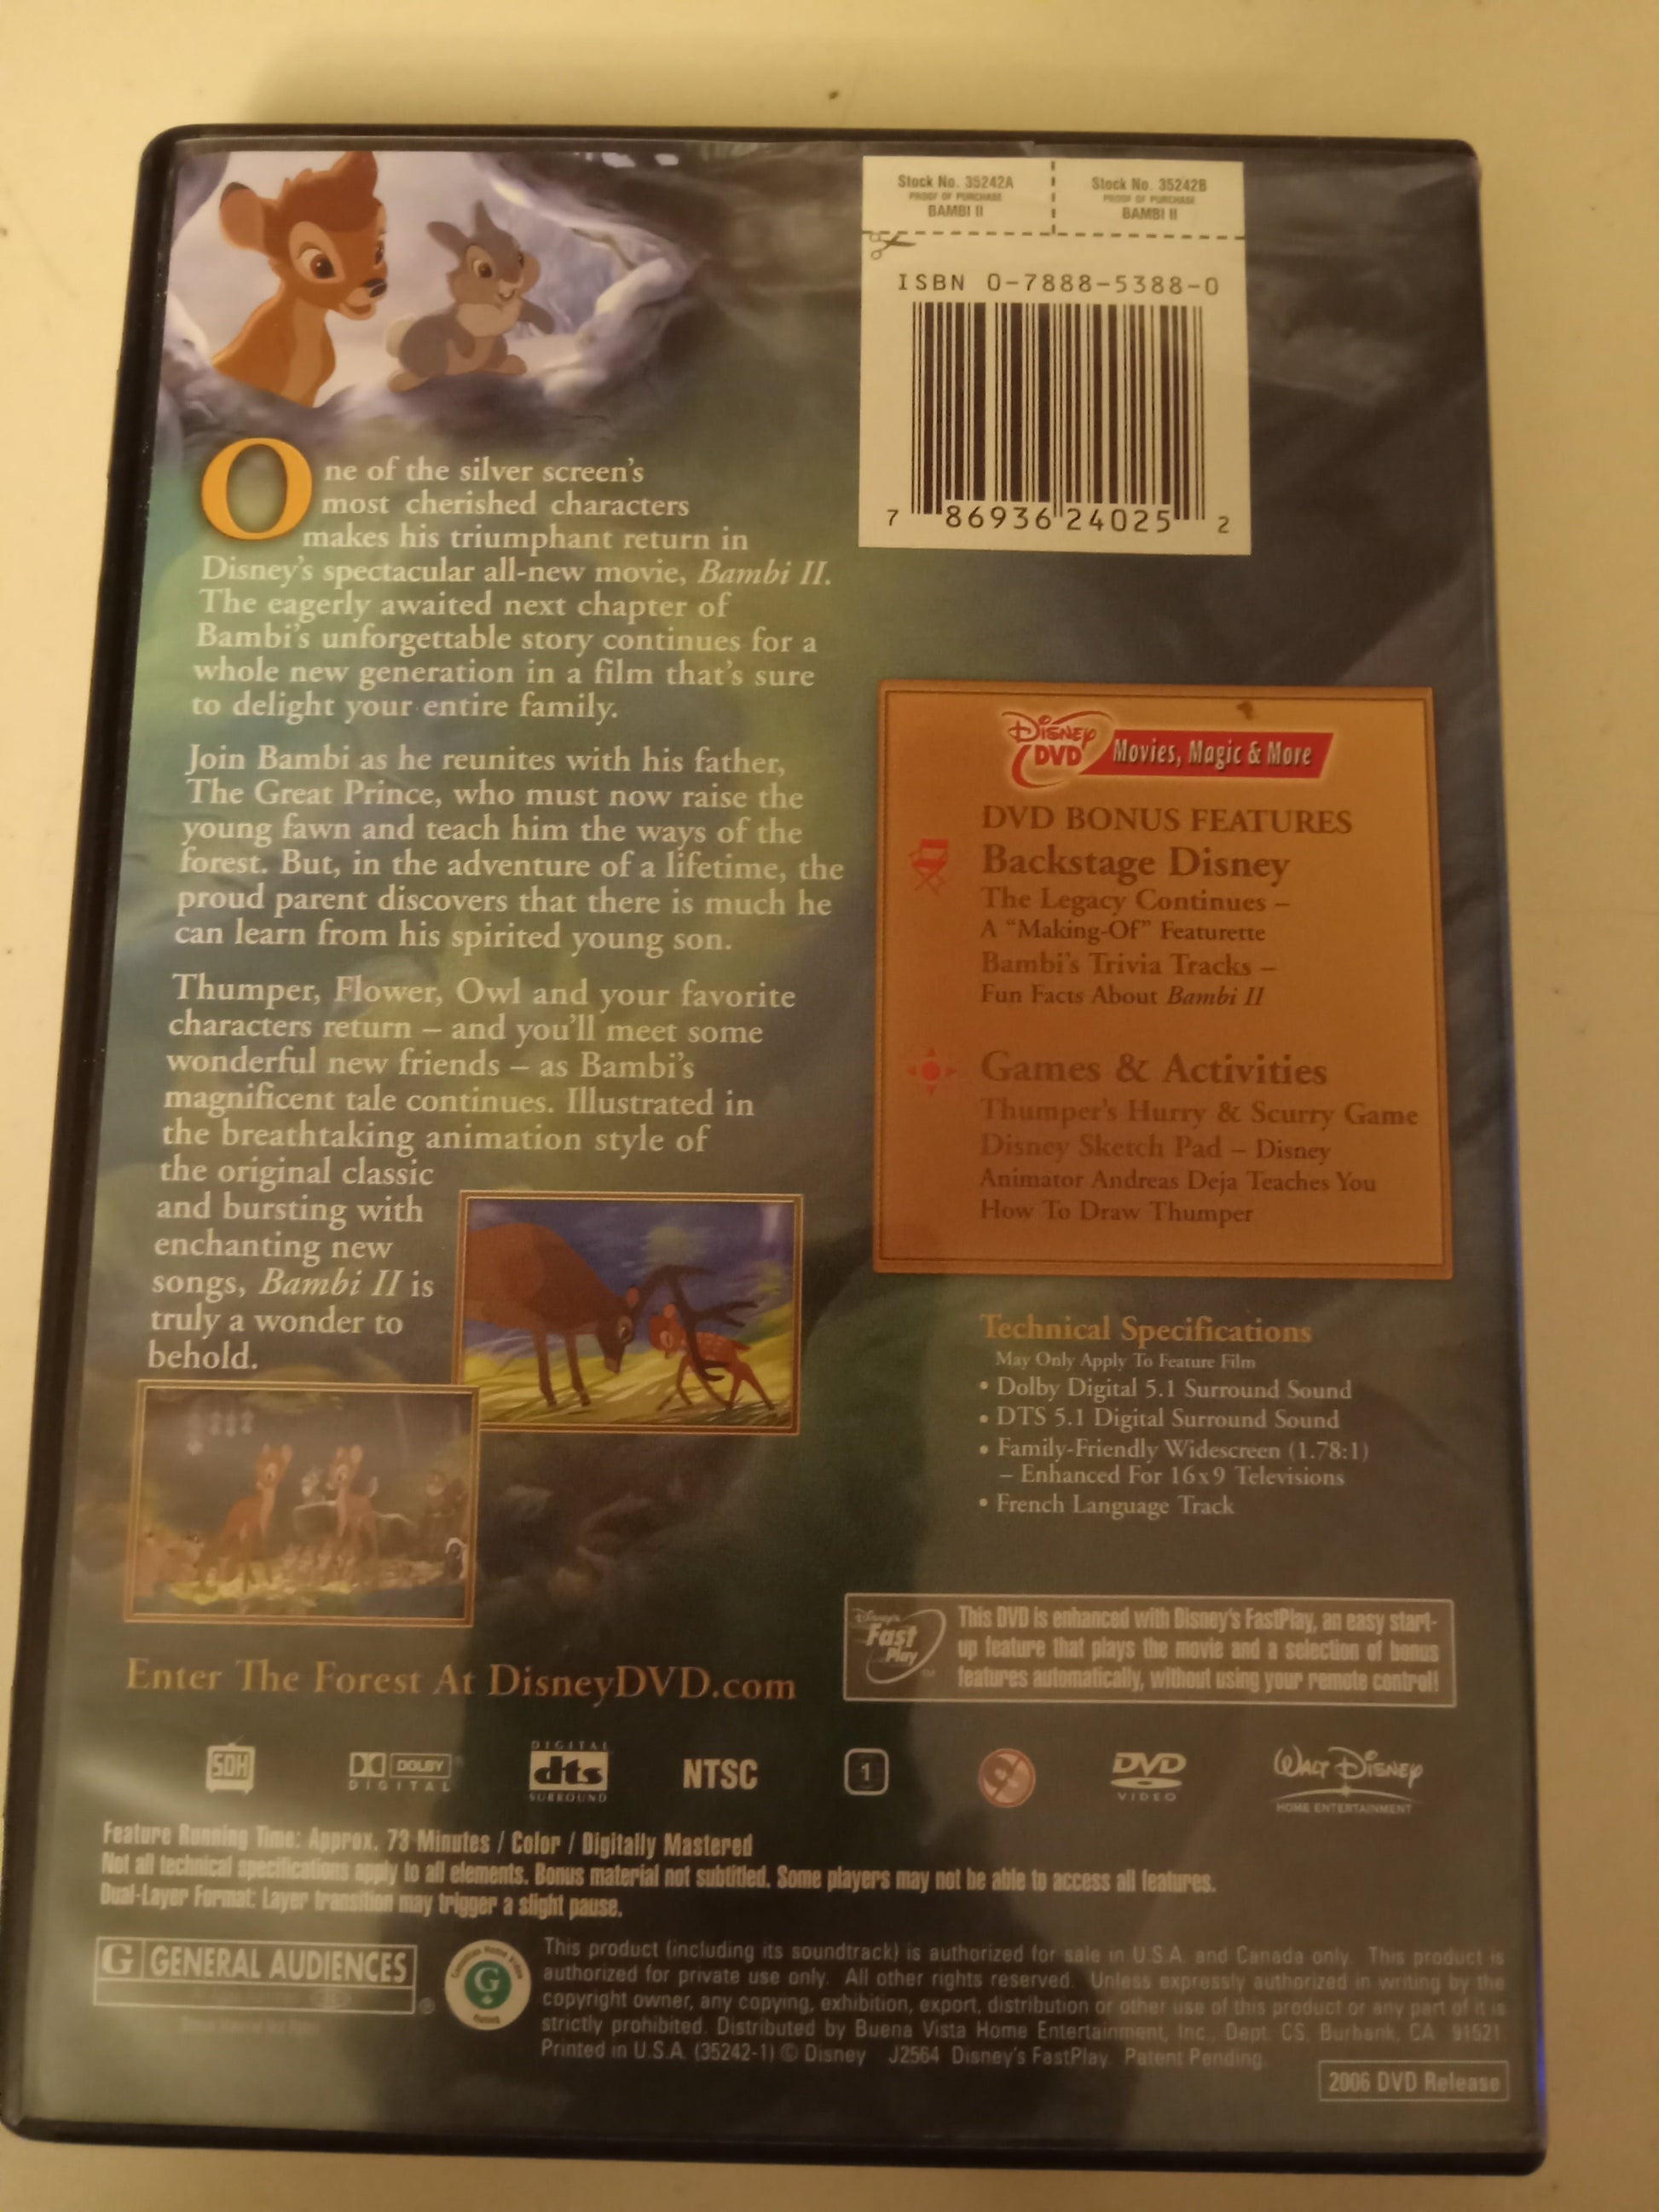 Stock No. 35242A
PROOF OF PURCHASE
BAMBI II
Stock No. 35242B
PROOF OF PURCHASE
BAMBI II
ISBN 0-7888-5388-0
7 86936 24025 2
One of the silver screen's
most cherished characters
makes his triumphant return in
Disney's spectacular all-new movie, Bambi II.
The eagerly awaited next chapter of
Bambi's unforgettable story continues for a
whole new generation in a film that's sure
to delight your entire family.
Join Bambi as he reunites with his father,
The Great Prince, who must now raise the
young fawn and teach him the ways of the
forest. But, in the adventure of a lifetime, the
proud parent discovers that there is much he
can learn from his spirited young son.
Thumper, Flower, Owl and your favorite
characters return – and you'll meet some
wonderful new friends – as Bambi's
magnificent tale continues. Illustrated in
the breathtaking animation style of
the original classic
and bursting with
enchanting new
songs, Bambi II is
truly a wonder to
behold.
Disney DVD Movies, Magic & More
DVD BONUS FEATURES
Backstage Disney
The Legacy Continues –
A "Making-Of" Featurette
Bambi's Trivia Tracks –
Fun Facts About Bambi II
Games & Activities
Thumper's Hurry & Scurry Game
Disney Sketch Pad – Disney
Animator Andreas Deja Teaches You
How To Draw Thumper
Technical Specifications
May Only Apply To Feature Film
• Dolby Digital 5.1 Surround Sound
• DTS 5.1 Digital Surround Sound
• Family-Friendly Widescreen (1.78:1)
– Enhanced For 16x9 Televisions
• French Language Track
Enter The Forest At DisneyDVD.com
Disney's Fast Play™
This DVD is enhanced with Disney's FastPlay, an easy start-
up feature that plays the movie and a selection of bonus
features automatically, without using your remote control!
SDH
DOLBY DIGITAL
DIGITAL dts SURROUND
NTSC
1
DVD VIDEO
WALT DISNEY HOME ENTERTAINMENT
Feature Running Time: Approx. 73 Minutes / Color / Digitally Mastered
Not all technical specifications apply to all elements. Bonus material not subtitled. Some players may not be able to access all features.
Dual-Layer Format: Layer transition may trigger a slight pause.
G GENERAL AUDIENCES ®
Canadian Home Video
G
Rated
This product (including its soundtrack) is authorized for sale in U.S.A. and Canada only. This product is
authorized for private use only. All other rights reserved. Unless expressly authorized in writing by the
copyright owner, any copying, exhibition, export, distribution or other use of this product or any part of it is
strictly prohibited. Distributed by Buena Vista Home Entertainment, Inc., Dept. CS, Burbank, CA 91521
Printed in U.S.A. (35242-1) © Disney J2564 Disney's FastPlay Patent Pending
2006 DVD Release